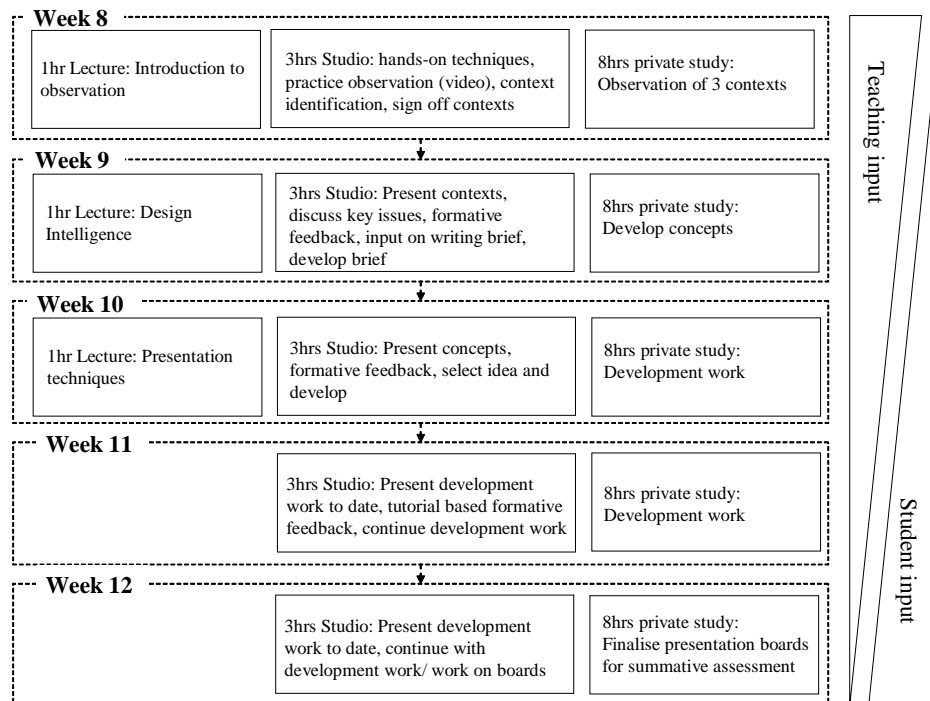 Week 8
1hr Lecture: Introduction to
observation
3hrs Studio: hands-on techniques,
practice observation (video), context
identification, sign off contexts
8hrs private study:
Observation of 3 contexts
Week 9
1hr Lecture: Design
Intelligence
3hrs Studio: Present contexts,
discuss key issues, formative
feedback, input on writing brief,
develop brief
8hrs private study:
Develop concepts
Week 10
1hr Lecture: Presentation
techniques
3hrs Studio: Present concepts,
formative feedback, select idea and
develop
8hrs private study:
Development work
Week 11
3hrs Studio: Present development
work to date, tutorial based formative
feedback, continue development work
8hrs private study:
Development work
Week 12
3hrs Studio: Present development
work to date, continue with
development work/ work on boards
8hrs private study:
Finalise presentation boards
for summative assessment
Teaching input
Student input